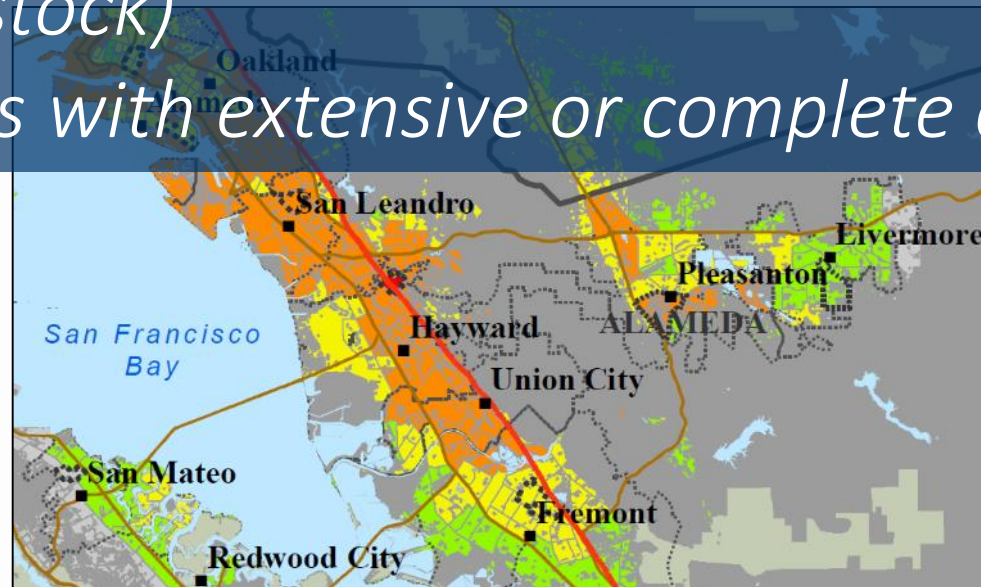 stock)
Oakland
Alameda
s with extensive or complete
San Leandro
Livermore
Pleasanton
ALAMEDA
San Francisco
Bay
Hayward
Union City
San Mateo
Fremont
Redwood City